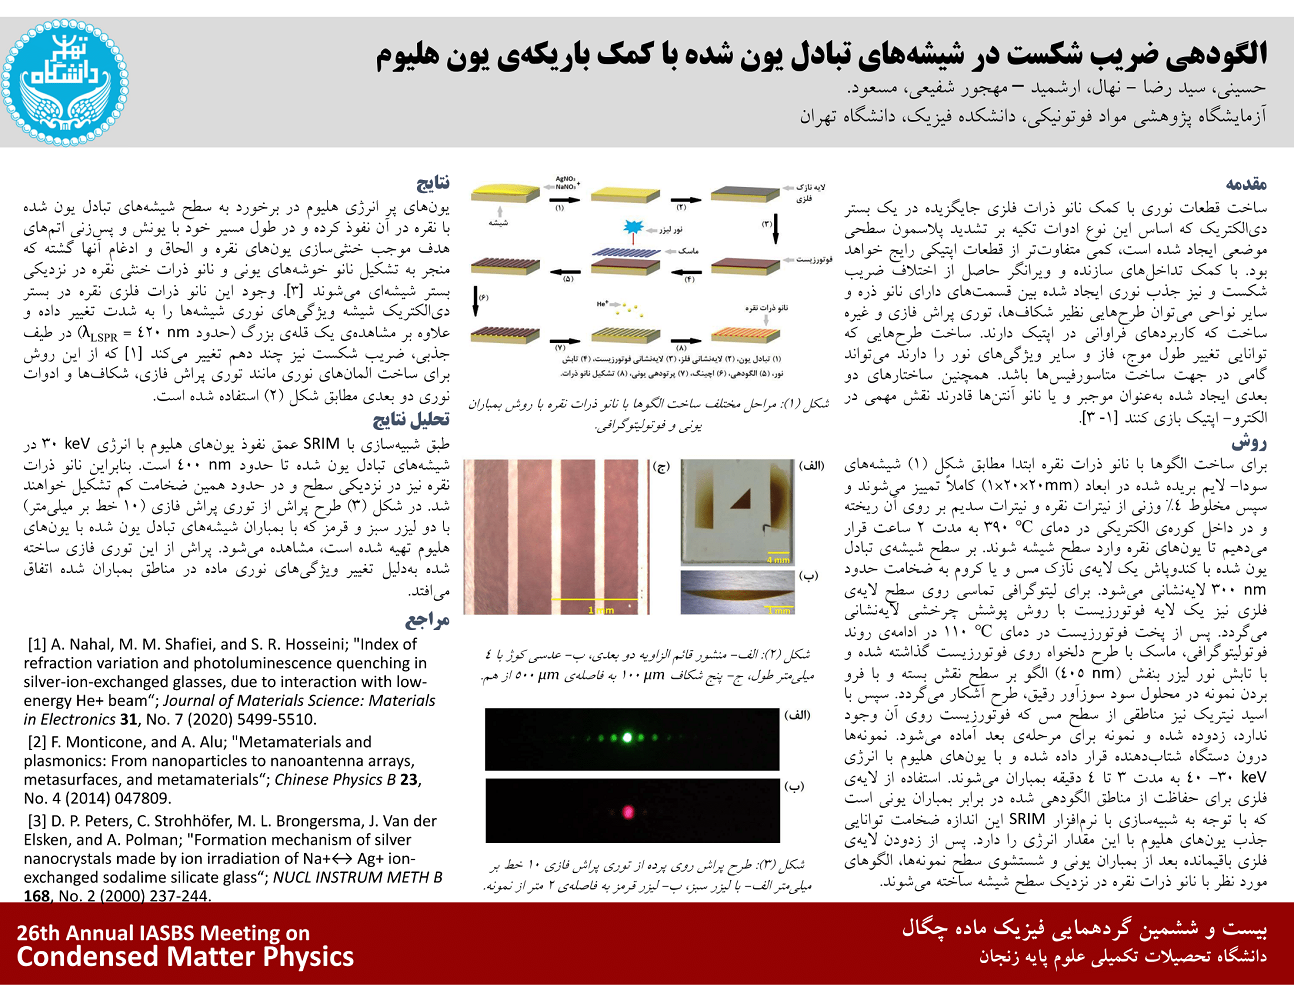 الگودهی ضریب شکست در شیشه‌های تبادل یون شده با کمک باریکه‌ی یون هلیوم
حسینی، سید رضا – نهال، ارشمید – مهجور شفیعی، مسعود.
آزمایشگاه پژوهشی مواد فوتونیکی، دانشکده فیزیک، دانشگاه تهران
دانشگاه تهران
مقدمه
ساخت قطعات نوری با کمک نانو ذرات فلزی جایگزیده در یک بستر
دی‌الکتریک که اساس این نوع ادوات تکیه بر تشدید پلاسمون سطحی
موضعی ایجاد شده است، کمی متفاوت‌تر از قطعات اپتیکی رایج خواهد
بود. با کمک تداخل‌های سازنده و ویرانگر حاصل از اختلاف ضریب
شکست و نیز جذب نوری ایجاد شده بین قسمت‌های دارای نانو ذره و
سایر نواحی می‌توان طرح‌هایی نظیر شکاف‌ها، توری پراش فازی و غیره
ساخت که کاربردهای فراوانی در اپتیک دارند. ساخت طرح‌هایی که
توانایی تغییر طول موج، فاز و سایر ویژگی‌های نور را دارند می‌تواند
گامی در جهت ساخت متاسورفیس‌ها باشد. همچنین ساختارهای دو
بعدی ایجاد شده به‌عنوان موجبر و یا نانو آنتن‌ها قادرند نقش مهمی در
الکترو- اپتیک بازی کنند [۱- ۳].
روش
برای ساخت الگوها با نانو ذرات نقره ابتدا مطابق شکل (۱) شیشه‌های
سودا- لایم بریده شده در ابعاد (۱×۲۰×۲۰mm) کاملاً تمییز می‌شوند و
سپس مخلوط ٤٪ وزنی از نیترات نقره و نیترات سدیم بر روی آن ریخته
و در داخل کوره‌ی الکتریکی در دمای ۳۹۰ °C به مدت ۲ ساعت قرار
می‌دهیم تا یون‌های نقره وارد سطح شیشه شوند. بر سطح شیشه‌ی تبادل
یون شده با کندوپاش یک لایه‌ی نازک مس و یا کروم به ضخامت حدود
۳۰۰ nm لایه‌نشانی می‌شود. برای لیتوگرافی تماسی روی سطح لایه‌ی
فلزی نیز یک لایه فوتورزیست با روش پوشش چرخشی لایه‌نشانی
می‌گردد. پس از پخت فوتورزیست در دمای ۱۱۰ °C در ادامه‌ی روند
فوتولیتوگرافی، ماسک با طرح دلخواه روی فوتورزیست گذاشته شده و
با تابش نور لیزر بنفش (٤۰۵ nm) الگو بر سطح نقش بسته و با فرو
بردن نمونه در محلول سود سوزآور رقیق، طرح آشکار می‌گردد. سپس با
اسید نیتریک نیز مناطقی از سطح مس که فوتورزیست روی آن وجود
ندارد، زدوده شده و نمونه برای مرحله‌ی بعد آماده می‌شود. نمونه‌ها
درون دستگاه شتاب‌دهنده قرار داده شده و با یون‌های هلیوم با انرژی
۳۰- ٤۰ keV به مدت ۳ تا ٤ دقیقه بمباران می‌شوند. استفاده از لایه‌ی
فلزی برای حفاظت از مناطق الگودهی شده در برابر بمباران یونی است
که با توجه به شبیه‌سازی با نرم‌افزار SRIM این اندازه ضخامت توانایی
جذب یون‌های هلیوم با این مقدار انرژی را دارد. پس از زدودن لایه‌ی
فلزی باقیمانده بعد از بمباران یونی و شستشوی سطح نمونه‌ها، الگوهای
مورد نظر با نانو ذرات نقره در نزدیک سطح شیشه ساخته می‌شوند.
AgNO3
NaNO3
+
شیشه
(۱)
(۲)
لایه نازک
فلزی
(۳)
نور لیزر
ماسک
فوتورزیست
(۴)
(۵)
(۶)
He+
نانو ذرات
نقره
(۷)
(۸)
(۱) تبادل یون، (۲) لایه‌نشانی فلز، (۳) لایه‌نشانی فوتورزیست، (۴) تابش
نور، (۵) الگودهی، (۶) اچینگ، (۷) پرتودهی یونی، (۸) تشکیل نانو ذرات.
شکل (۱): مراحل مختلف ساخت الگوها با نانو ذرات نقره با روش بمباران
یونی و فوتولیتوگرافی.
(الف)
4 mm
(ب)
1 mm
(ج)
1 mm
شکل (۲): الف- منشور قائم الزاویه دو بعدی، ب- عدسی کوژ با ٤
میلی‌متر طول، ج- پنج شکاف ۱۰۰ μm به فاصله‌ی ۵۰۰ μm از هم.
(الف)
(ب)
شکل (۳): طرح پراش روی پرده از توری پراش فازی ۱۰ خط بر
میلی‌متر الف- با لیزر سبز، ب- لیزر قرمز به فاصله‌ی ۲ متر از نمونه.
نتایج
یون‌های پر انرژی هلیوم در برخورد به سطح شیشه‌های تبادل یون شده
با نقره در آن نفوذ کرده و در طول مسیر خود با یونش و پس‌زنی اتم‌های
هدف موجب خنثی‌سازی یون‌های نقره و الحاق و ادغام آنها گشته که
منجر به تشکیل نانو خوشه‌های یونی و نانو ذرات خنثی نقره در نزدیکی
بستر شیشه‌ای می‌شوند [۳]. وجود این نانو ذرات فلزی نقره در بستر
دی‌الکتریک شیشه ویژگی‌های نوری شیشه‌ها را به شدت تغییر داده و
علاوه بر مشاهده‌ی یک قله‌ی بزرگ (حدود λLSPR = ٤۲۰ nm) در طیف
جذبی، ضریب شکست نیز چند دهم تغییر می‌کند [۱] که از این روش
برای ساخت المان‌های نوری مانند توری پراش فازی، شکاف‌ها و ادوات
نوری دو بعدی مطابق شکل (۲) استفاده شده است.
تحلیل نتایج
طبق شبیه‌سازی با SRIM عمق نفوذ یون‌های هلیوم با انرژی ۳۰ keV در
شیشه‌های تبادل یون شده تا حدود ٤۰۰ nm است. بنابراین نانو ذرات
نقره نیز در نزدیکی سطح و در حدود همین ضخامت کم تشکیل خواهند
شد. در شکل (۳) طرح پراش از توری پراش فازی (۱۰ خط بر میلی‌متر)
با دو لیزر سبز و قرمز که با بمباران شیشه‌های تبادل یون شده با یون‌های
هلیوم تهیه شده است، مشاهده می‌شود. پراش از این توری فازی ساخته
شده به‌دلیل تغییر ویژگی‌های نوری ماده در مناطق بمباران شده اتفاق
می‌افتد.
مراجع
[1] A. Nahal, M. M. Shafiei, and S. R. Hosseini; "Index of
refraction variation and photoluminescence quenching in
silver-ion-exchanged glasses, due to interaction with low-
energy He+ beam“; Journal of Materials Science: Materials
in Electronics 31, No. 7 (2020) 5499-5510.
[2] F. Monticone, and A. Alu; "Metamaterials and
plasmonics: From nanoparticles to nanoantenna arrays,
metasurfaces, and metamaterials“; Chinese Physics B 23,
No. 4 (2014) 047809.
[3] D. P. Peters, C. Strohhöfer, M. L. Brongersma, J. Van der
Elsken, and A. Polman; "Formation mechanism of silver
nanocrystals made by ion irradiation of Na+↔ Ag+ ion-
exchanged sodalime silicate glass“; NUCL INSTRUM METH B
168, No. 2 (2000) 237-244.
بیست و ششمین گردهمایی فیزیک ماده چگال
دانشگاه تحصیلات تکمیلی علوم پایه زنجان
26th Annual IASBS Meeting on
Condensed Matter Physics